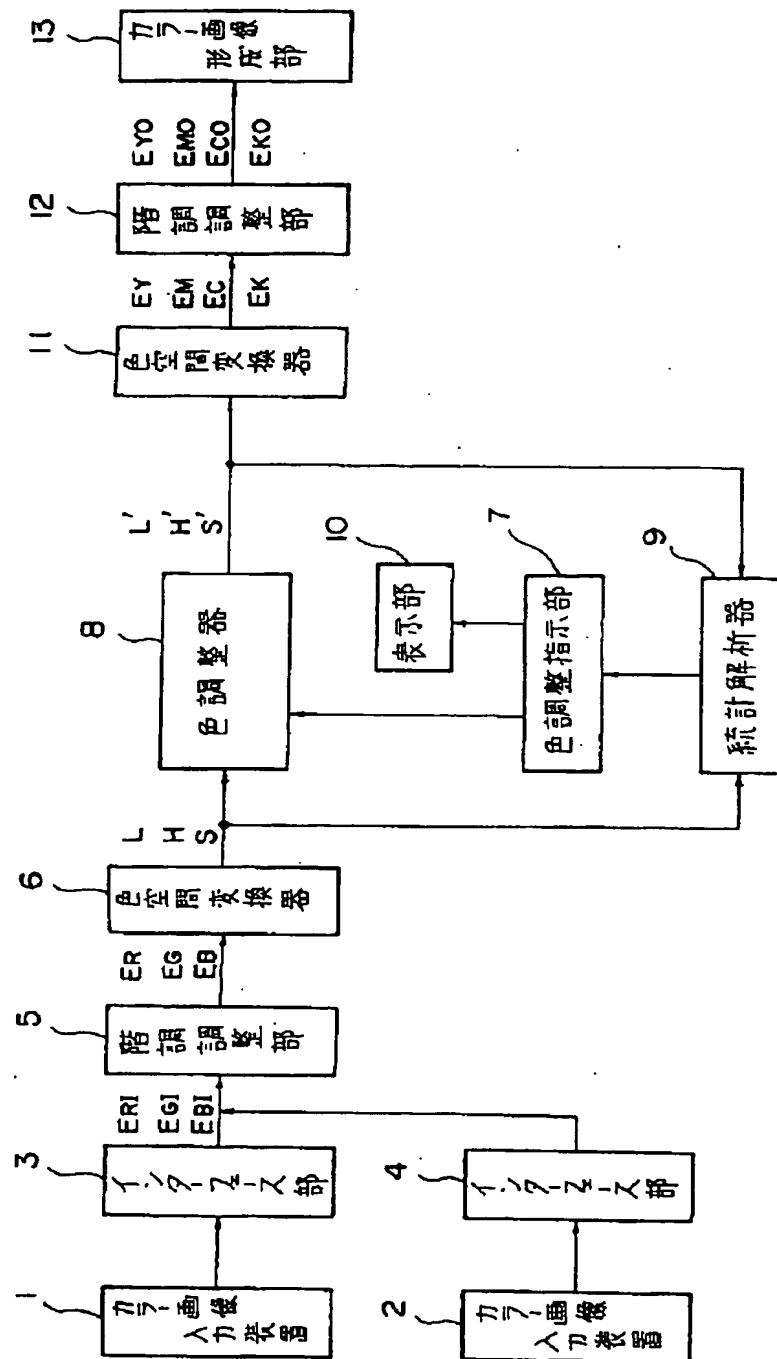 1
カラー画像
入力装置
2
カラー画像
入力装置
3
インターフェース部
4
インターフェース部
ERI
EGI
EBI
5
階調調整部
ER
EG
EB
6
色空間変換器
L
H
S
8
色調整器
10
表示部
7
色調整指示部
9
統計解析器
L'
H'
S'
11
色空間変換器
EY
EM
EC
EK
12
階調調整部
EYO
EMO
ECO
EKO
13
カラー画像
形成部